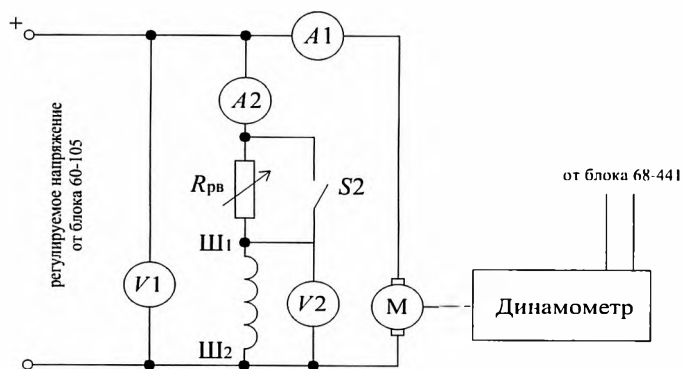 +
A1
A2
регулируемое напряжение
от блока 60-105
Rрв
S2
от блока 68-441
Ш1
V1
V2
М
Динамометр
Ш2